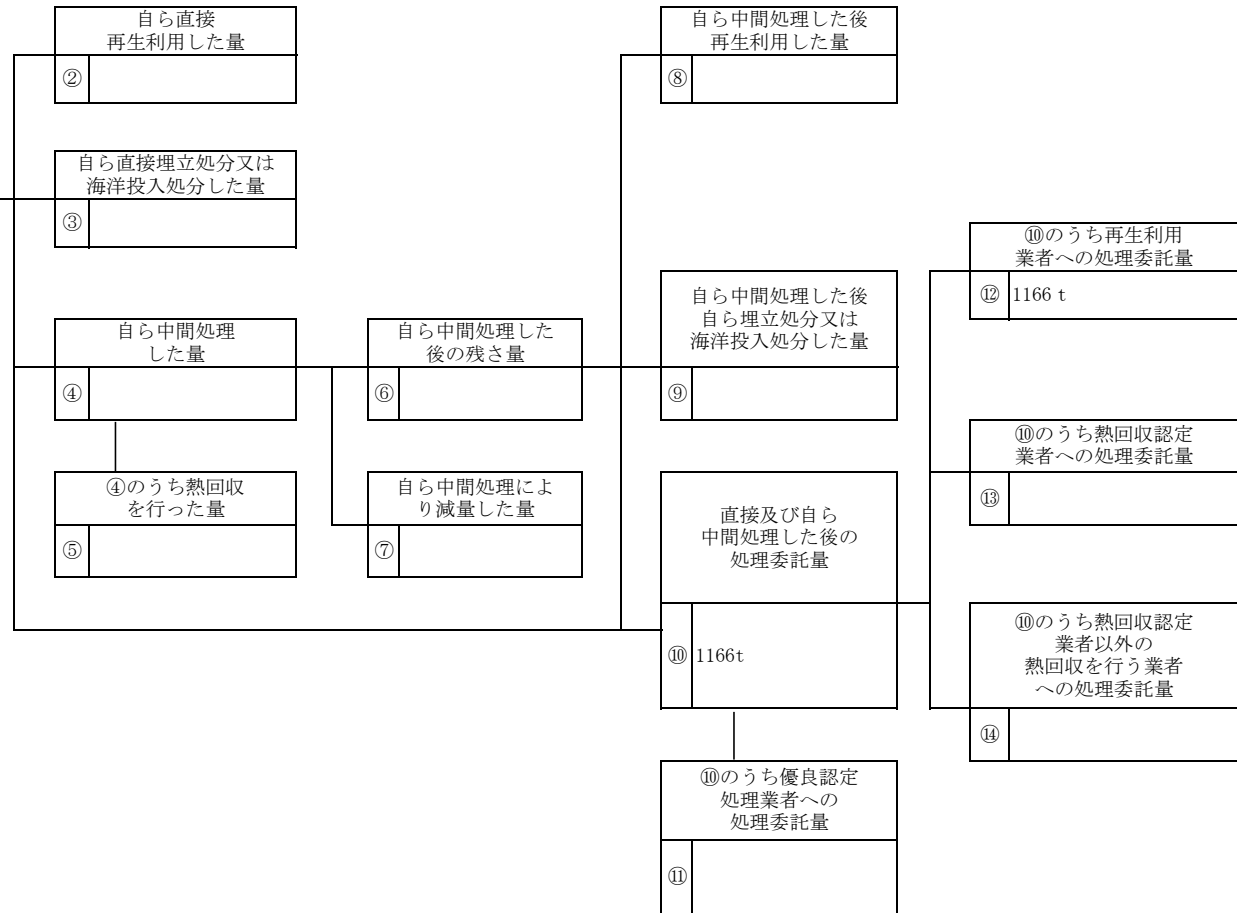 自ら直接
再生利用した量
②
自ら中間処理した後
再生利用した量
⑧
自ら直接埋立処分又は
海洋投入処分した量
③
⑩のうち再生利用
業者への処理委託量
⑫ 1166 t
自ら中間処理
した量
④
自ら中間処理した
後の残さ量
⑥
自ら中間処理した後
自ら埋立処分又は
海洋投入処分した量
⑨
⑩のうち熱回収認定
業者への処理委託量
⑬
④のうち熱回収
を行った量
⑤
自ら中間処理によ
り減量した量
⑦
直接及び自ら
中間処理した後の
処理委託量
⑩ 1166t
⑩のうち熱回収認定
業者以外の
熱回収を行う業者
への処理委託量
⑭
⑩のうち優良認定
処理業者への
処理委託量
⑪